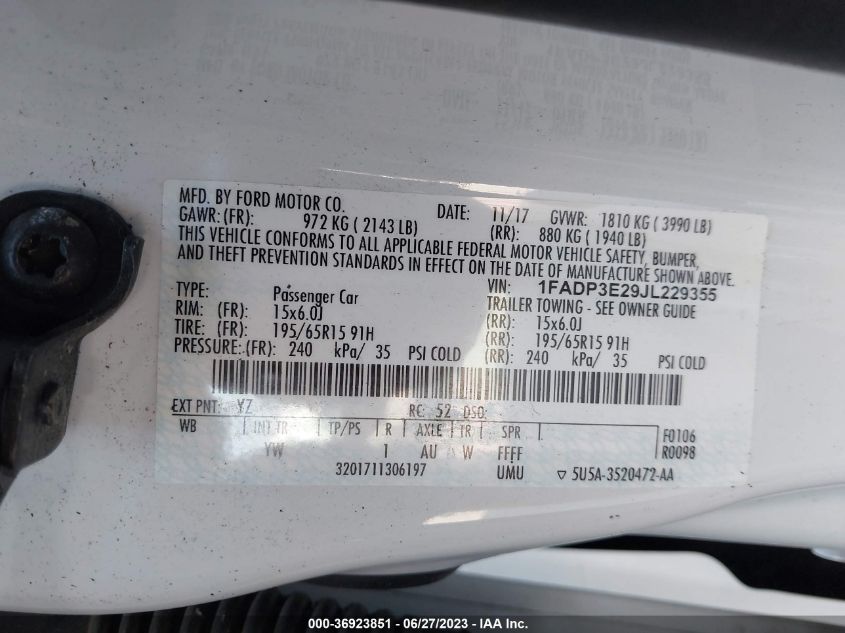 MFD. BY FORD MOTOR CO. DATE: 11/17 GVWR: 1810 KG ( 3990 LB)
GAWR:(FR): 972 KG ( 2143 LB) (RR): 880 KG ( 1940 LB)
THIS VEHICLE CONFORMS TO ALL APPLICABLE FEDERAL MOTOR VEHICLE SAFETY, BUMPER,
AND THEFT PREVENTION STANDARDS IN EFFECT ON THE DATE OF MANUFACTURE SHOWN ABOVE.
VIN: 1FADP3E29JL229355
TYPE: Passenger Car TRAILER TOWING - SEE OWNER GUIDE
RIM: (FR): 15x6.0J (RR): 15x6.0J
TIRE: (FR): 195/65R15 91H (RR): 195/65R15 91H
PRESSURE:(FR): 240 kPa/ 35 PSI COLD (RR): 240 kPa/ 35 PSI COLD
EXT PNT: YZ RC: 52 DSO:
WB INT TR TP/PS R AXLE TR SPR F0106
YW 1 AU W FFFF R0098
3201711306197 UMU ▽ 5U5A-3520472-AA
000-36923851 - 06/27/2023 - IAA Inc.